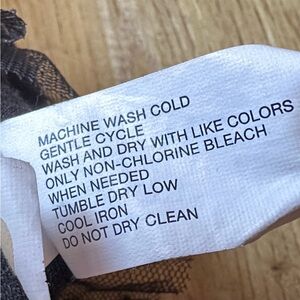 MACHINE WASH COLD
GENTLE CYCLE
WASH AND DRY WITH LIKE COLORS
ONLY NON-CHLORINE BLEACH
WHEN NEEDED
TUMBLE DRY LOW
COOL IRON
DO NOT DRY CLEAN